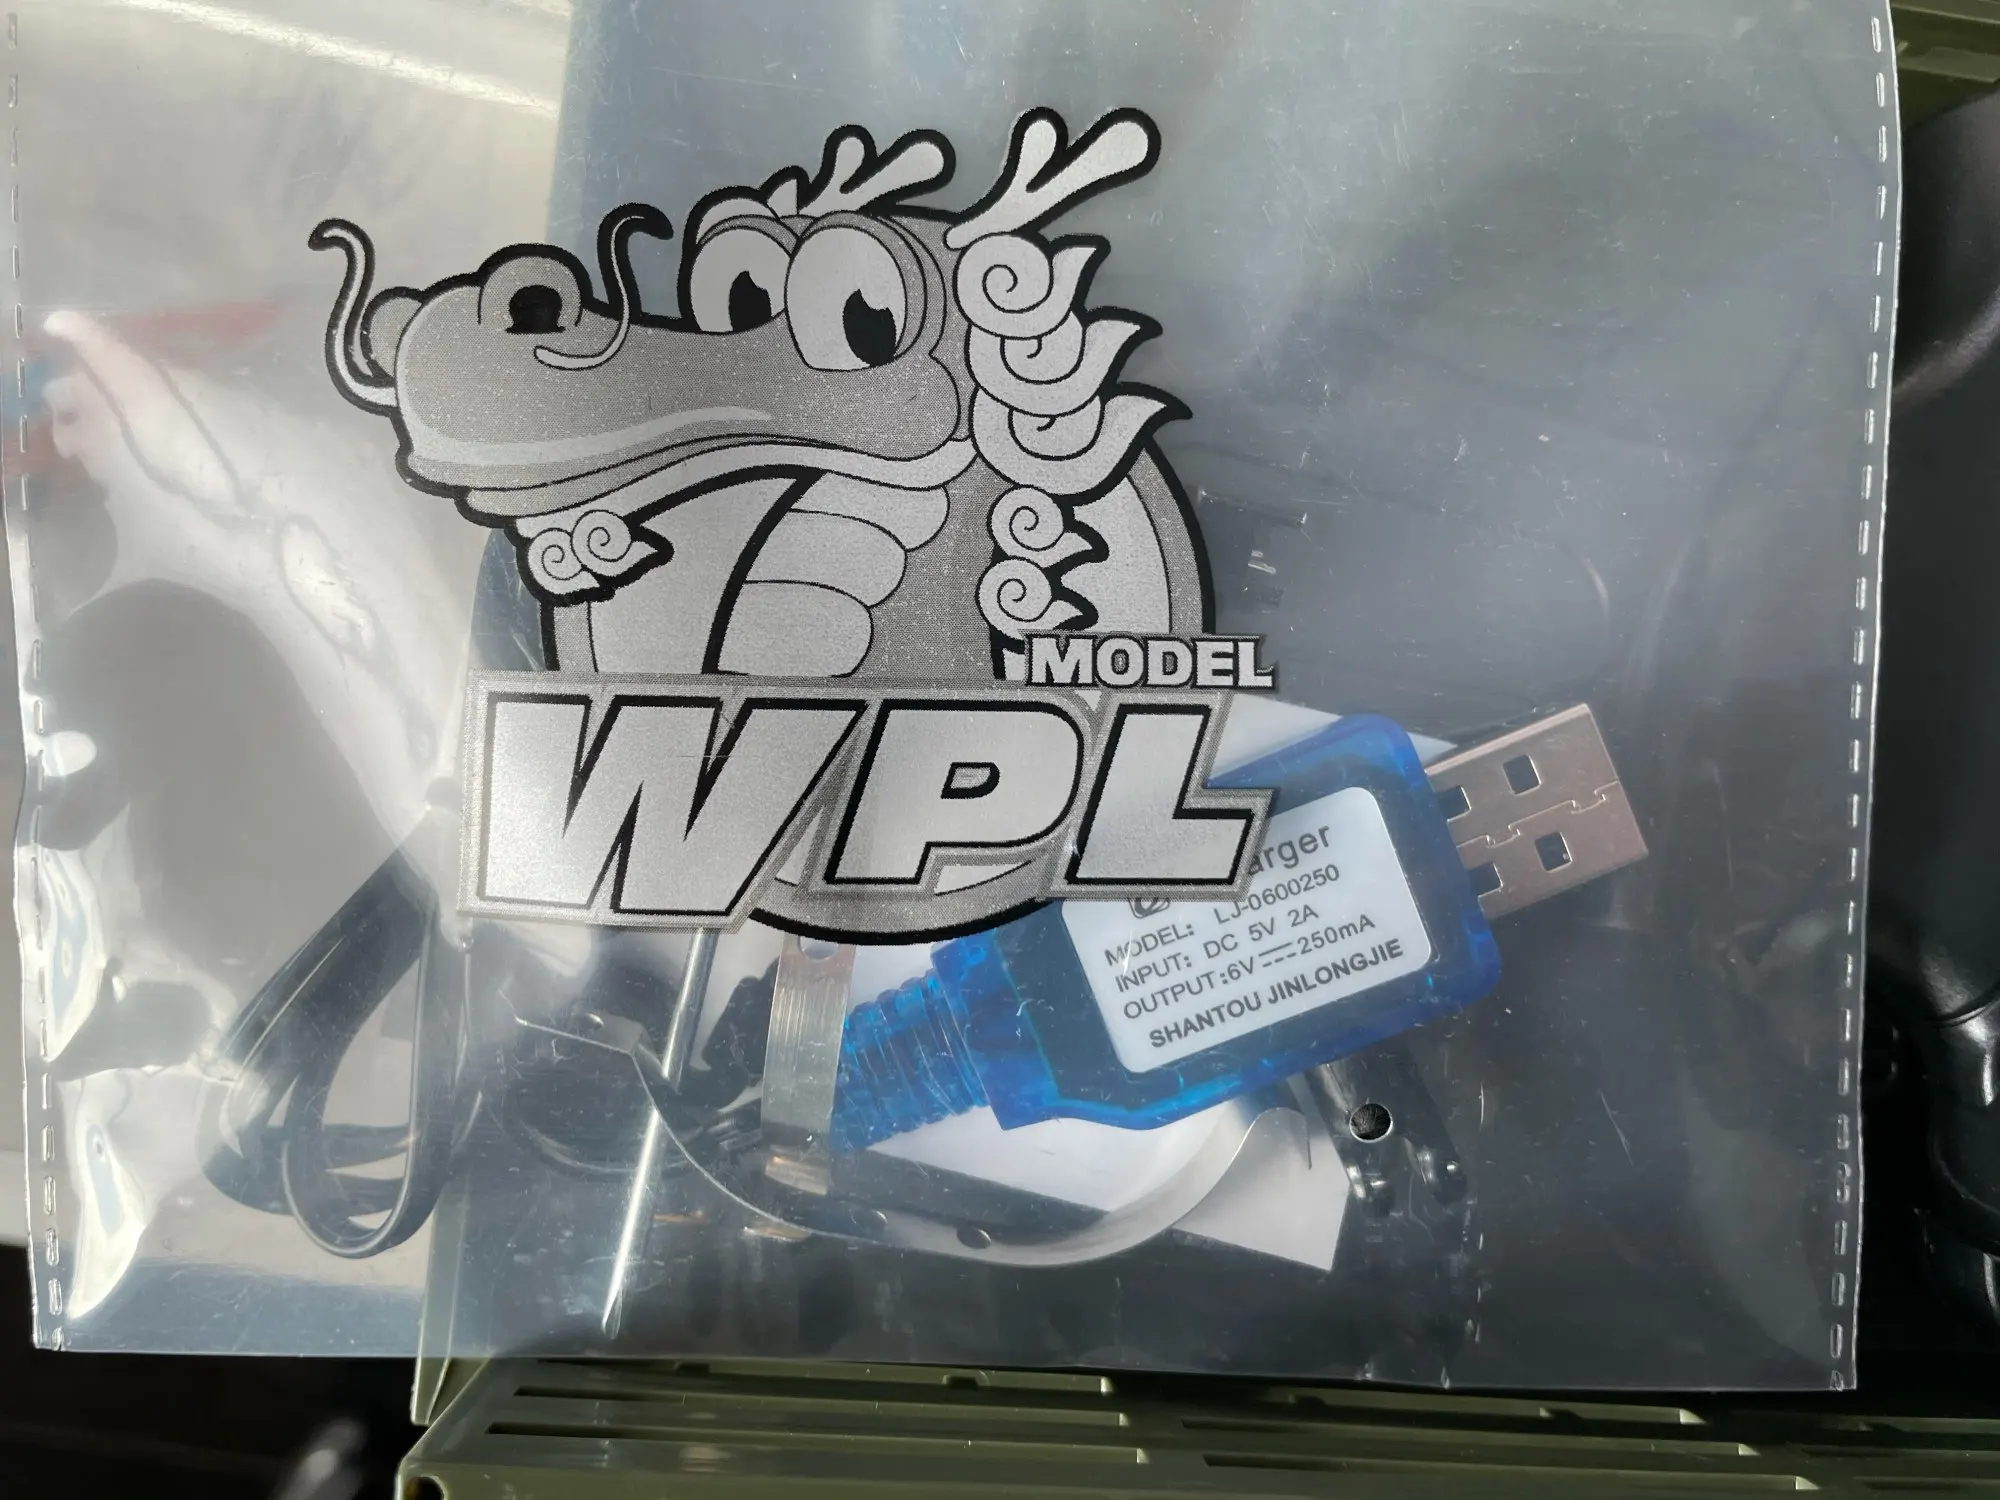 MODEL
WPL
arger
MODEL: LJ-0600250
INPUT: DC 5V 2A
OUTPUT:6V⎓250mA
SHANTOU JINLONGJIE